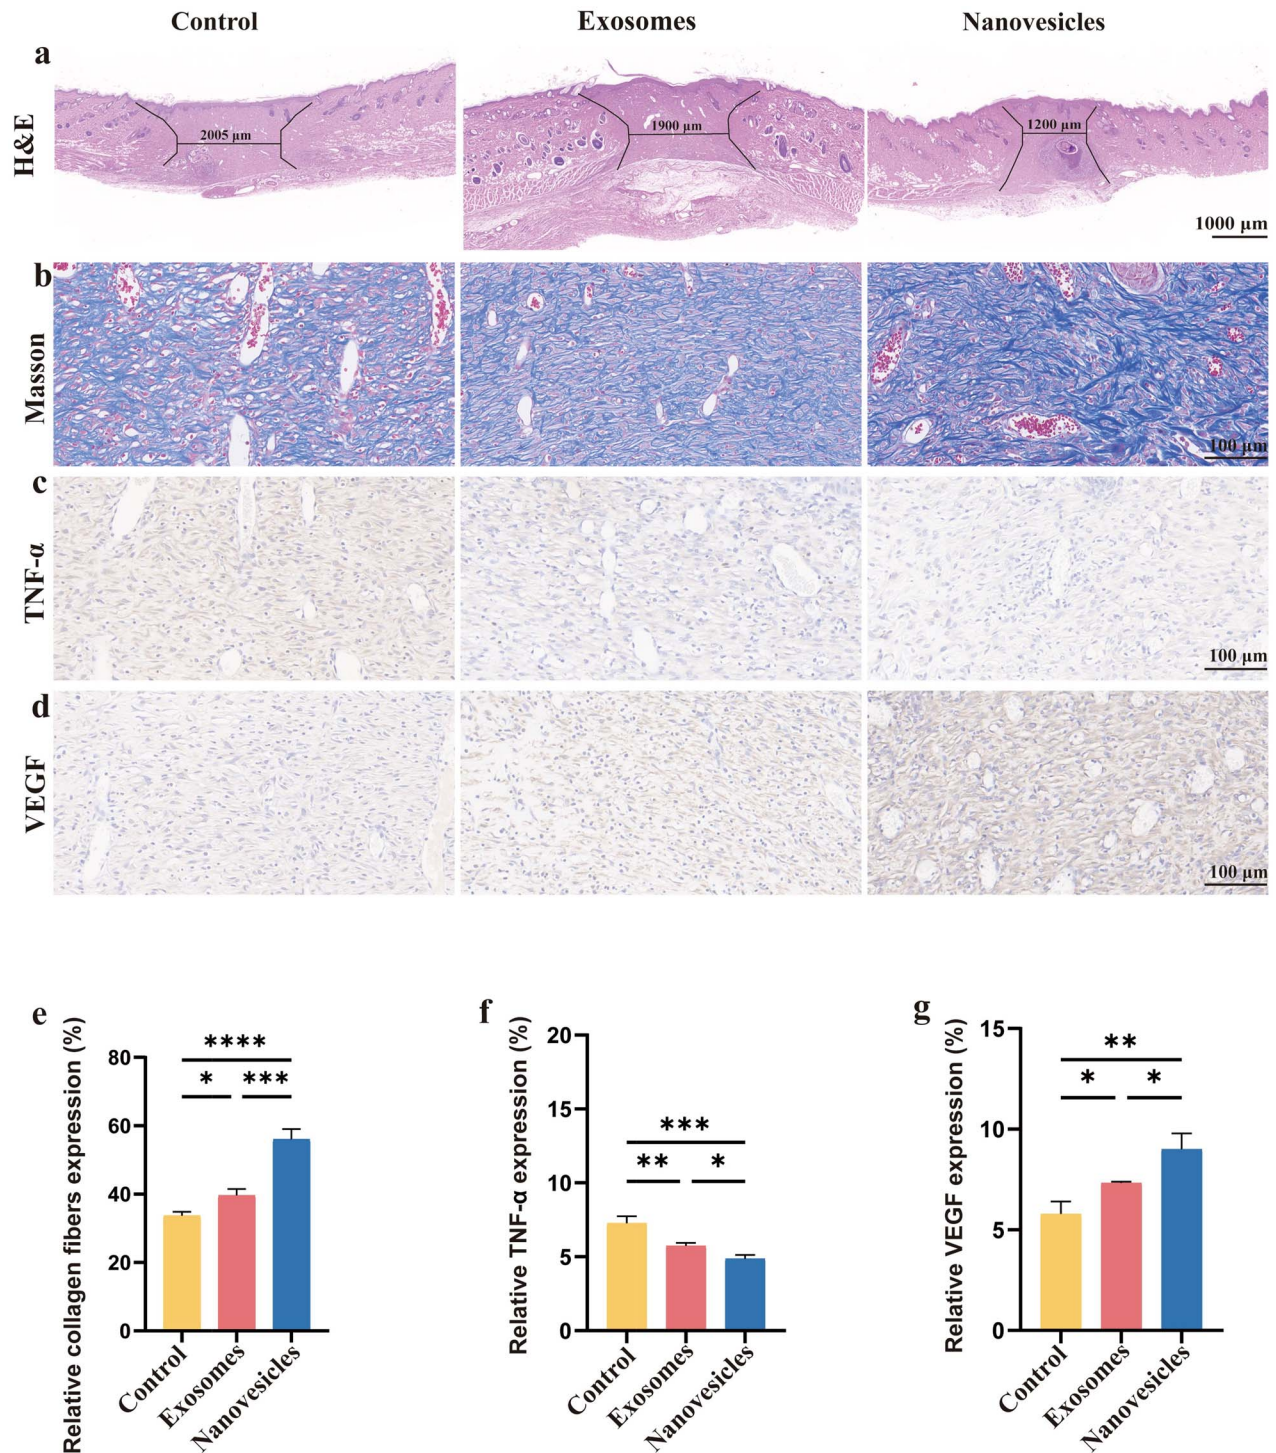 Control
Exosomes
Nanovesicles
a
H&E
2005 µm
1900 µm
1200 µm
1000 µm
b
Masson
100 µm
c
TNF-α
100 µm
d
VEGF
100 µm
e
Relative collagen fibers expression (%)
80
60
40
20
0
****
*
***
Control
Exosomes
Nanovesicles
f
Relative TNF-α expression (%)
20
15
10
5
0
***
**
*
Control
Exosomes
Nanovesicles
g
Relative VEGF expression (%)
15
10
5
0
**
*
*
Control
Exosomes
Nanovesicles